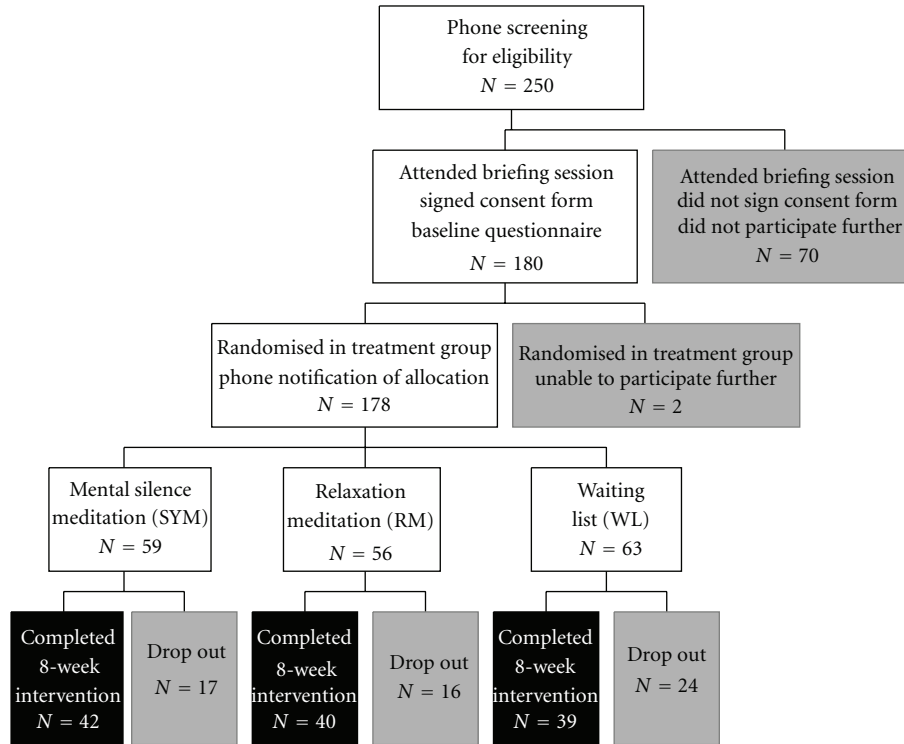 Phone screening
for eligibility
N = 250
Attended briefing session
signed consent form
baseline questionnaire
N = 180
Attended briefing session
did not sign consent form
did not participate further
N = 70
Randomised in treatment group
phone notification of allocation
N = 178
Randomised in treatment group
unable to participate further
N = 2
Mental silence
meditation (SYM)
N = 59
Relaxation
meditation (RM)
N = 56
Waiting
list (WL)
N = 63
Completed
8-week
intervention
N = 42
Drop out
N = 17
Completed
8-week
intervention
N = 40
Drop out
N = 16
Completed
8-week
intervention
N = 39
Drop out
N = 24